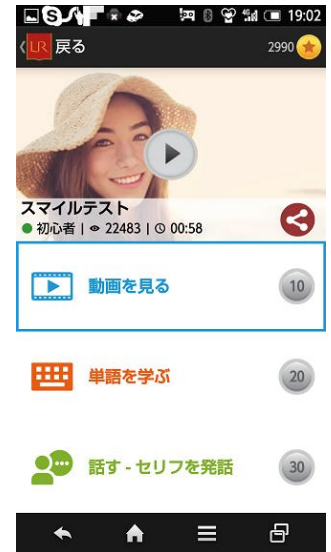 19:02
LR 戻る 2990
スマイルテスト
初心者 | 22483 | 00:58
動画を見る 10
単語を学ぶ 20
話す - セリフを発話 30